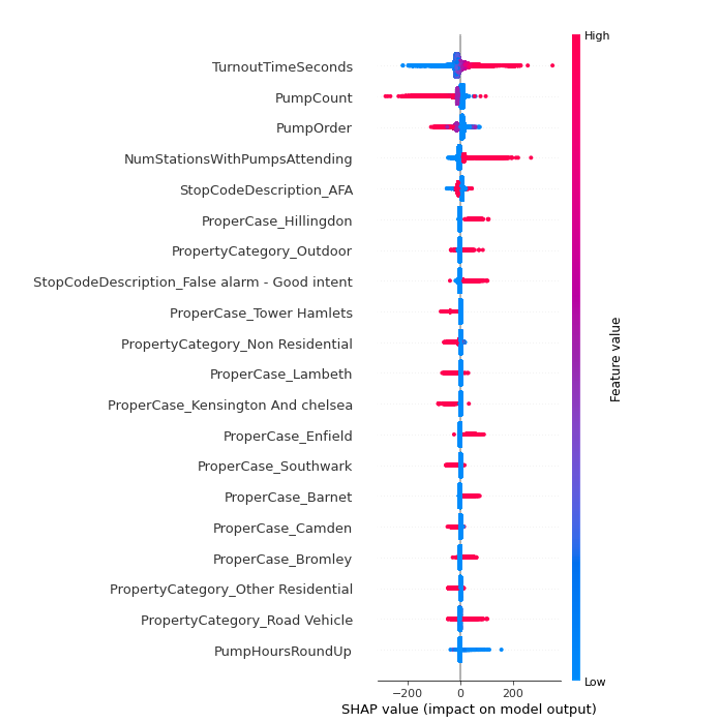 High
TurnoutTimeSeconds
PumpCount
PumpOrder
NumStationsWithPumpsAttending
StopCodeDescription_AFA
ProperCase_Hillingdon
PropertyCategory_Outdoor
StopCodeDescription_False alarm - Good intent
ProperCase_Tower Hamlets
PropertyCategory_Non Residential
ProperCase_Lambeth
ProperCase_Kensington And chelsea
ProperCase_Enfield
ProperCase_Southwark
ProperCase_Barnet
ProperCase_Camden
ProperCase_Bromley
PropertyCategory_Other Residential
PropertyCategory_Road Vehicle
PumpHoursRoundUp
Feature value
Low
−200 0 200
SHAP value (impact on model output)